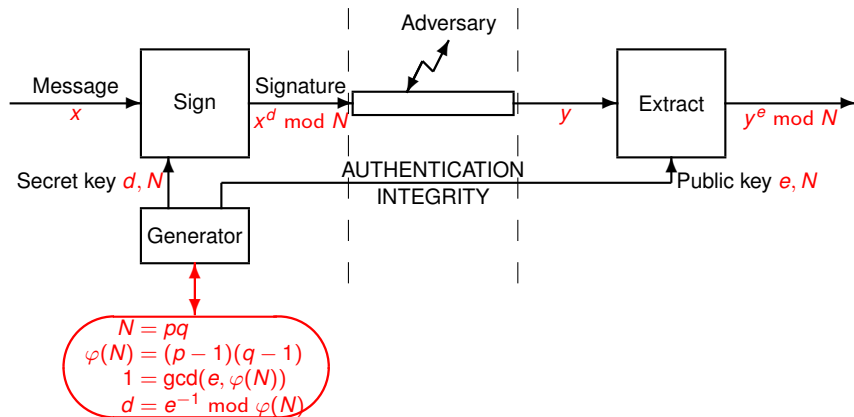 Adversary
Message
x
Sign
Signature
x^d mod N
y
Extract
y^e mod N
Secret key d, N
AUTHENTICATION
INTEGRITY
Public key e, N
Generator
N = pq
φ(N) = (p − 1)(q − 1)
1 = gcd(e, φ(N))
d = e^{−1} mod φ(N)